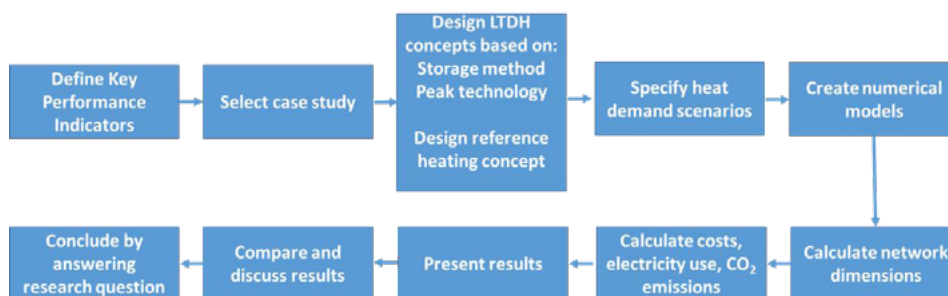 Define Key
Performance
Indicators
Select case study
Design LTDH
concepts based on:
Storage method
Peak technology
Design reference
heating concept
Specify heat
demand scenarios
Create numerical
models
Calculate network
dimensions
Calculate costs,
electricity use, CO₂
emissions
Present results
Compare and
discuss results
Conclude by
answering
research question